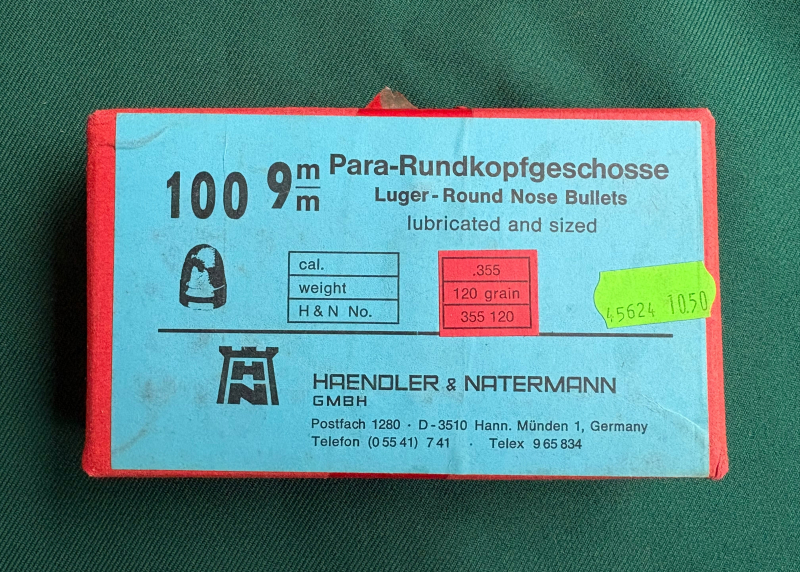 100 9 m/m Para-Rundkopfgeschosse
Luger-Round Nose Bullets
lubricated and sized
cal. .355
weight 120 grain
H & N No. 355 120
45624 10.50
HN
HAENDLER & NATERMANN
GMBH
Postfach 1280 · D-3510 Hann. Münden 1, Germany
Telefon (0 55 41) 7 41 · Telex 9 65 834